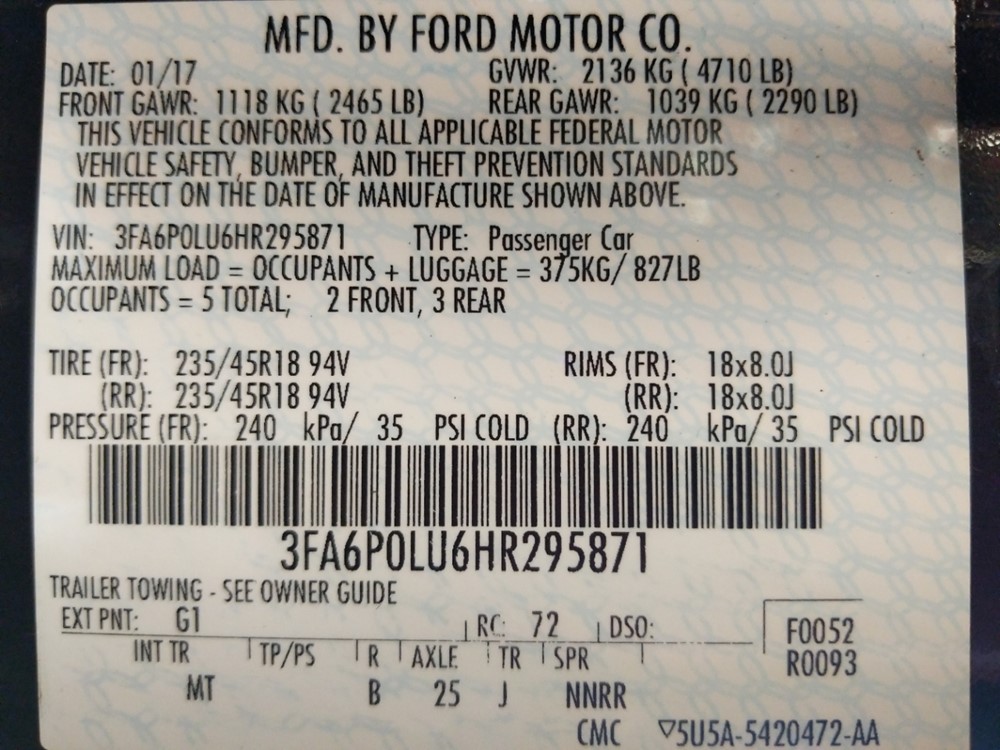 MFD. BY FORD MOTOR CO.
DATE: 01/17 GVWR: 2136 KG ( 4710 LB)
FRONT GAWR: 1118 KG ( 2465 LB) REAR GAWR: 1039 KG ( 2290 LB)
THIS VEHICLE CONFORMS TO ALL APPLICABLE FEDERAL MOTOR
VEHICLE SAFETY, BUMPER, AND THEFT PREVENTION STANDARDS
IN EFFECT ON THE DATE OF MANUFACTURE SHOWN ABOVE.
VIN: 3FA6P0LU6HR295871 TYPE: Passenger Car
MAXIMUM LOAD = OCCUPANTS + LUGGAGE = 375KG/ 827LB
OCCUPANTS = 5 TOTAL; 2 FRONT, 3 REAR
TIRE (FR): 235/45R18 94V RIMS (FR): 18x8.0J
(RR): 235/45R18 94V (RR): 18x8.0J
PRESSURE (FR): 240 kPa/ 35 PSI COLD (RR): 240 kPa/ 35 PSI COLD
3FA6P0LU6HR295871
TRAILER TOWING - SEE OWNER GUIDE
EXT PNT: G1 RC: 72 DSO: F0052
INT TR TP/PS R AXLE TR SPR R0093
MT B 25 J NNRR
CMC ▽5U5A-5420472-AA